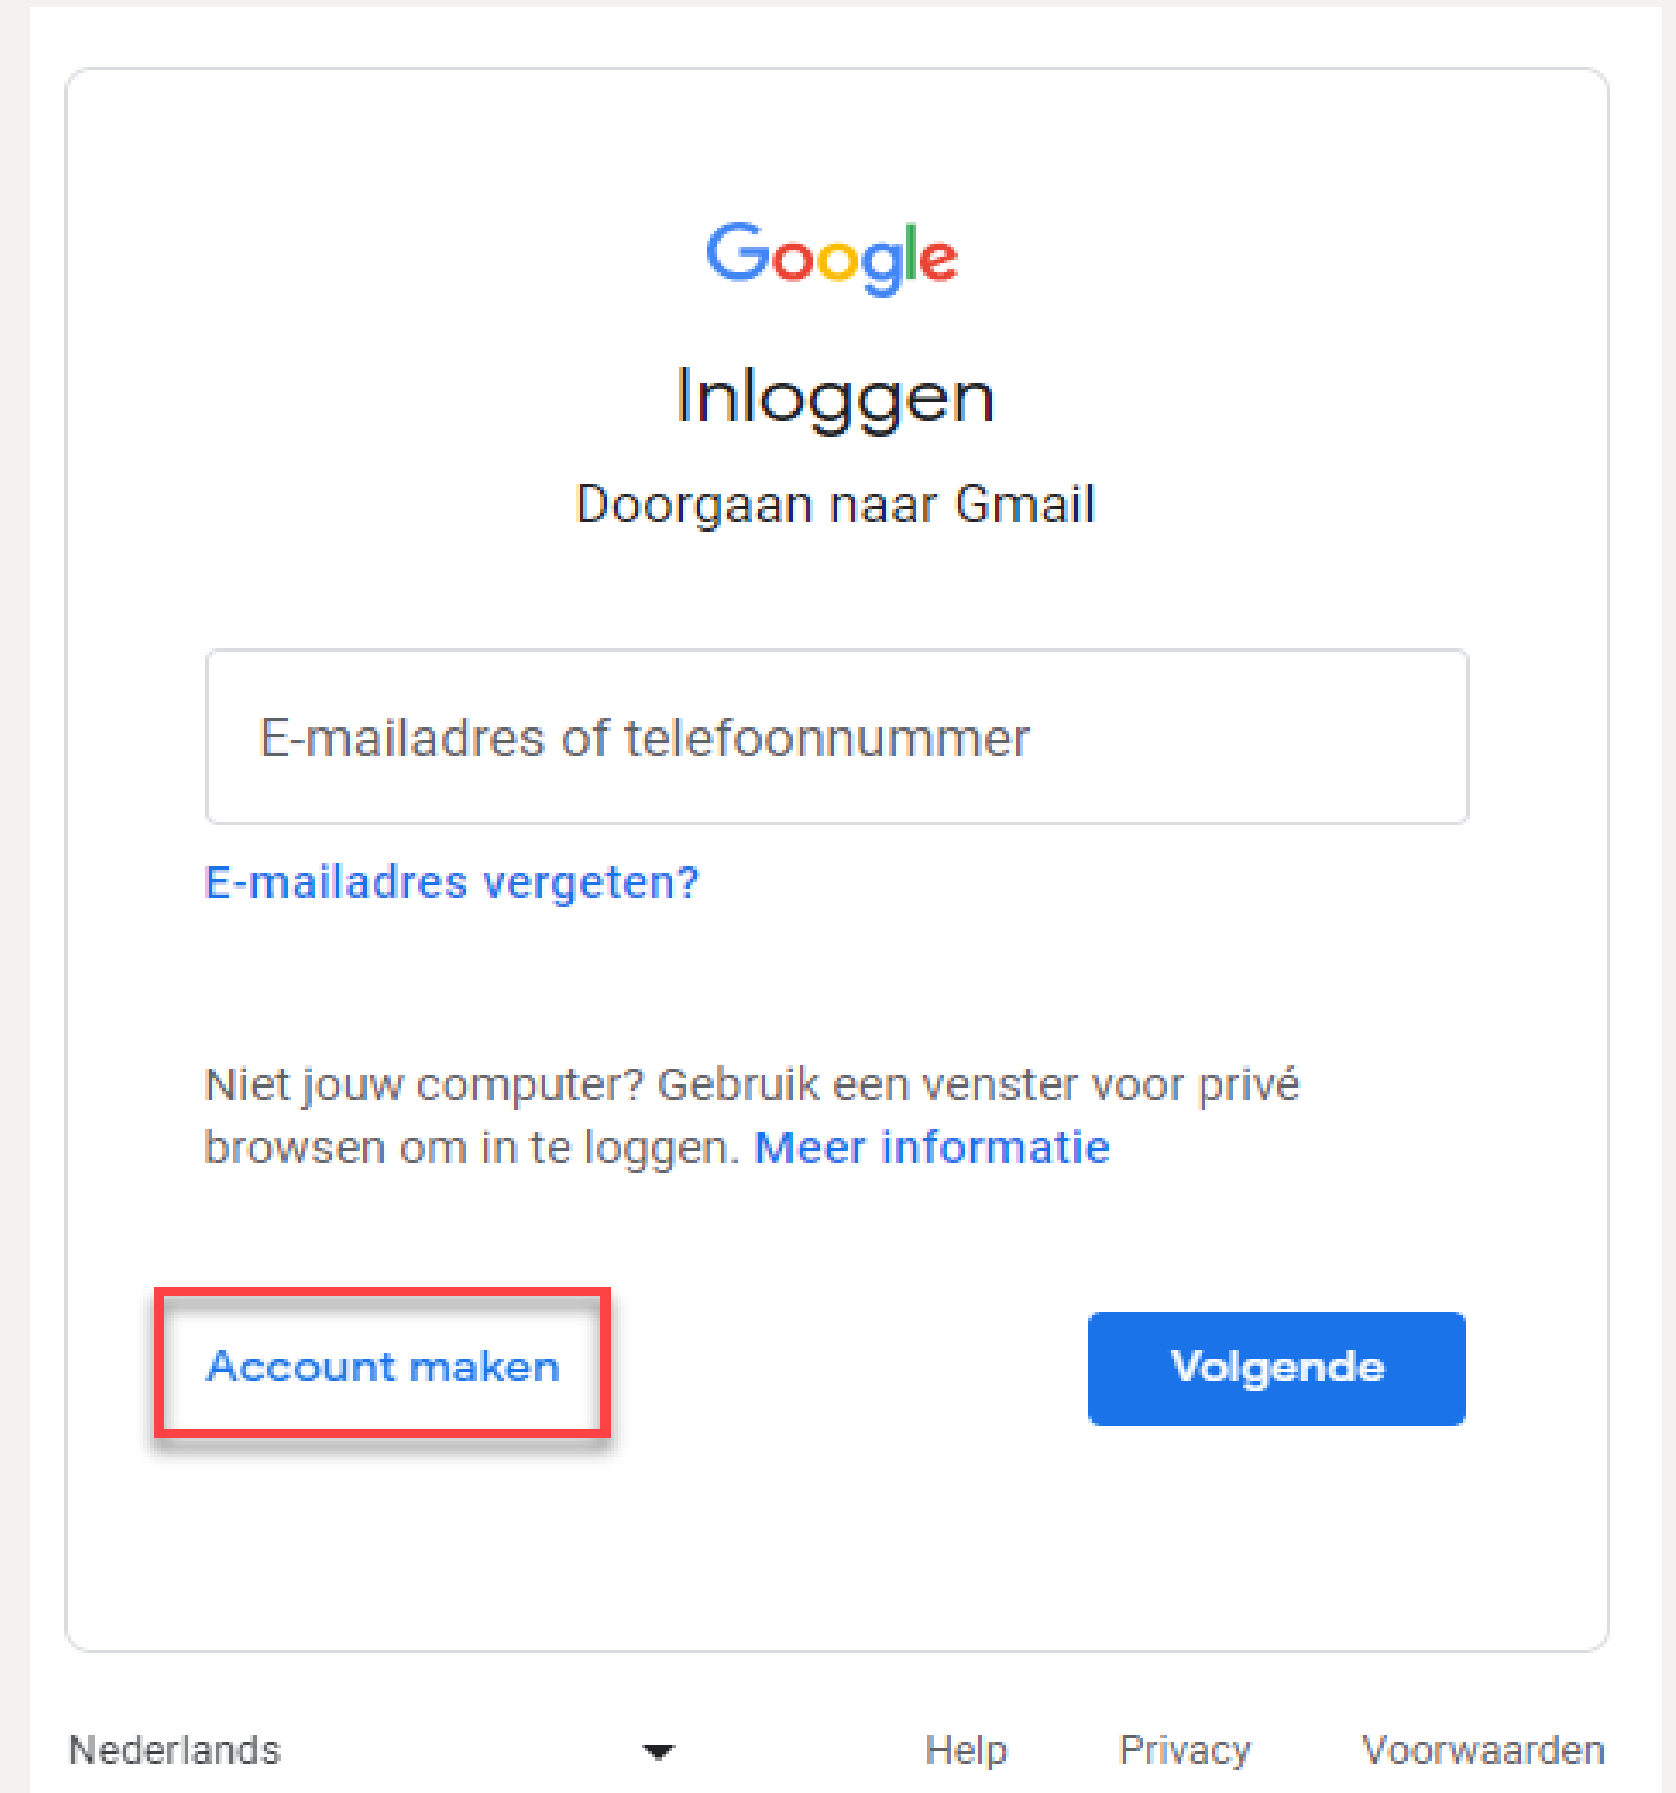 Google
Inloggen
Doorgaan naar Gmail
E-mailadres of telefoonnummer
E-mailadres vergeten?
Niet jouw computer? Gebruik een venster voor privé
browsen om in te loggen. Meer informatie
Account maken
Volgende
Nederlands
Help
Privacy
Voorwaarden